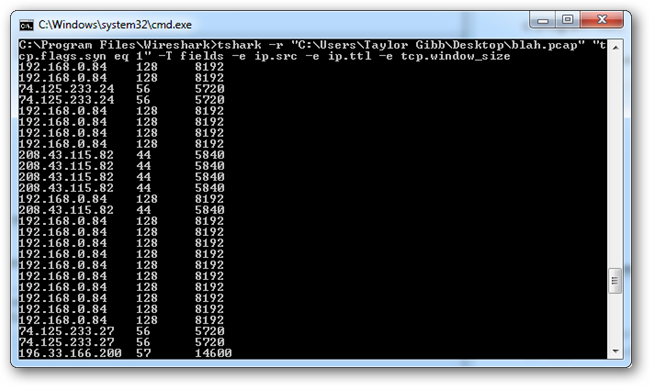 C:\Windows\system32\cmd.exe
C:\Program Files\Wireshark>tshark -r "C:\Users\Taylor Gibb\Desktop\blah.pcap" "t
cp.flags.syn eq 1" -T fields -e ip.src -e ip.ttl -e tcp.window_size
192.168.0.84 128 8192
192.168.0.84 128 8192
74.125.233.24 56 5720
74.125.233.24 56 5720
192.168.0.84 128 8192
192.168.0.84 128 8192
192.168.0.84 128 8192
192.168.0.84 128 8192
208.43.115.82 44 5840
208.43.115.82 44 5840
208.43.115.82 44 5840
208.43.115.82 44 5840
192.168.0.84 128 8192
208.43.115.82 44 5840
192.168.0.84 128 8192
192.168.0.84 128 8192
192.168.0.84 128 8192
192.168.0.84 128 8192
192.168.0.84 128 8192
192.168.0.84 128 8192
192.168.0.84 128 8192
192.168.0.84 128 8192
192.168.0.84 128 8192
192.168.0.84 128 8192
74.125.233.27 56 5720
74.125.233.27 56 5720
196.33.166.200 57 14600